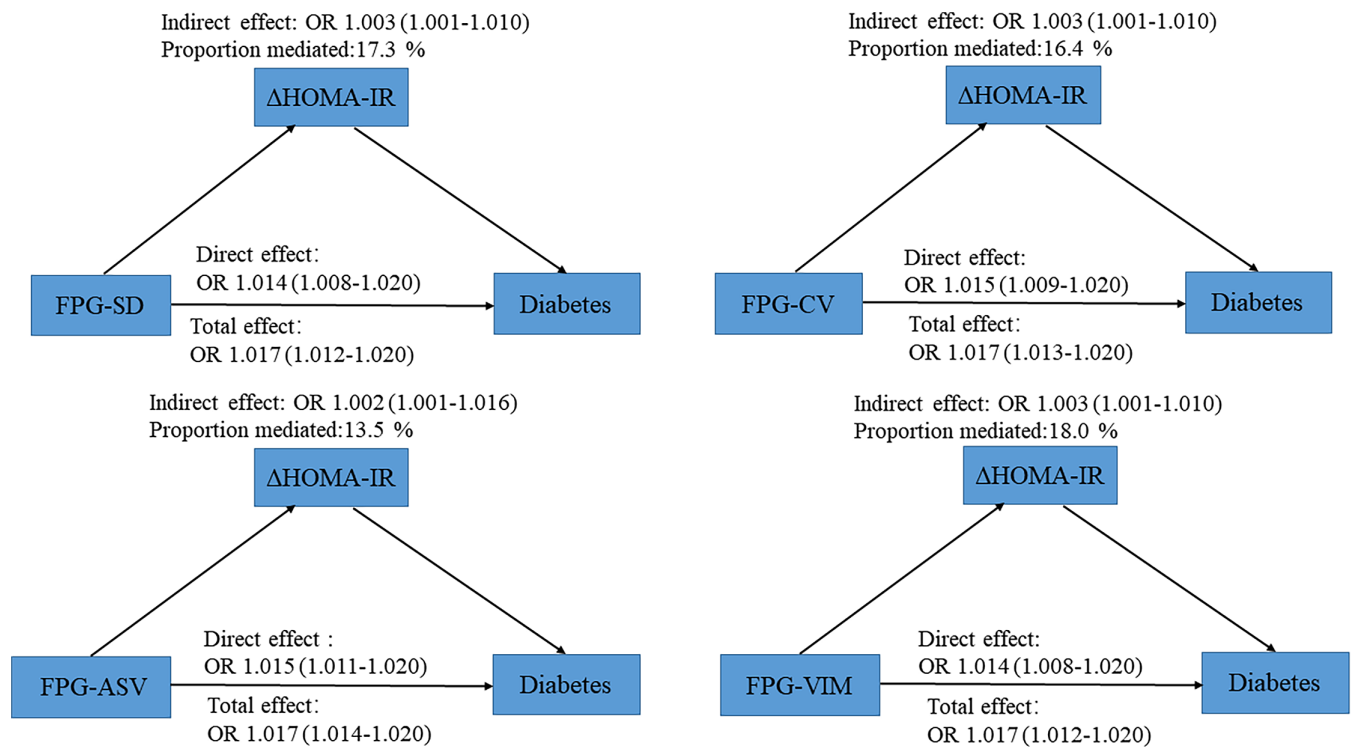 Indirect effect: OR 1.003 (1.001-1.010)
Proportion mediated:17.3 %
ΔHOMA-IR
Direct effect:
OR 1.014 (1.008-1.020)
FPG-SD
Diabetes
Total effect:
OR 1.017 (1.012-1.020)
Indirect effect: OR 1.003 (1.001-1.010)
Proportion mediated:16.4 %
ΔHOMA-IR
Direct effect:
OR 1.015 (1.009-1.020)
FPG-CV
Diabetes
Total effect:
OR 1.017 (1.013-1.020)
Indirect effect: OR 1.002 (1.001-1.016)
Proportion mediated:13.5 %
ΔHOMA-IR
Direct effect :
OR 1.015 (1.011-1.020)
FPG-ASV
Diabetes
Total effect:
OR 1.017 (1.014-1.020)
Indirect effect: OR 1.003 (1.001-1.010)
Proportion mediated:18.0 %
ΔHOMA-IR
Direct effect:
OR 1.014 (1.008-1.020)
FPG-VIM
Diabetes
Total effect:
OR 1.017 (1.012-1.020)